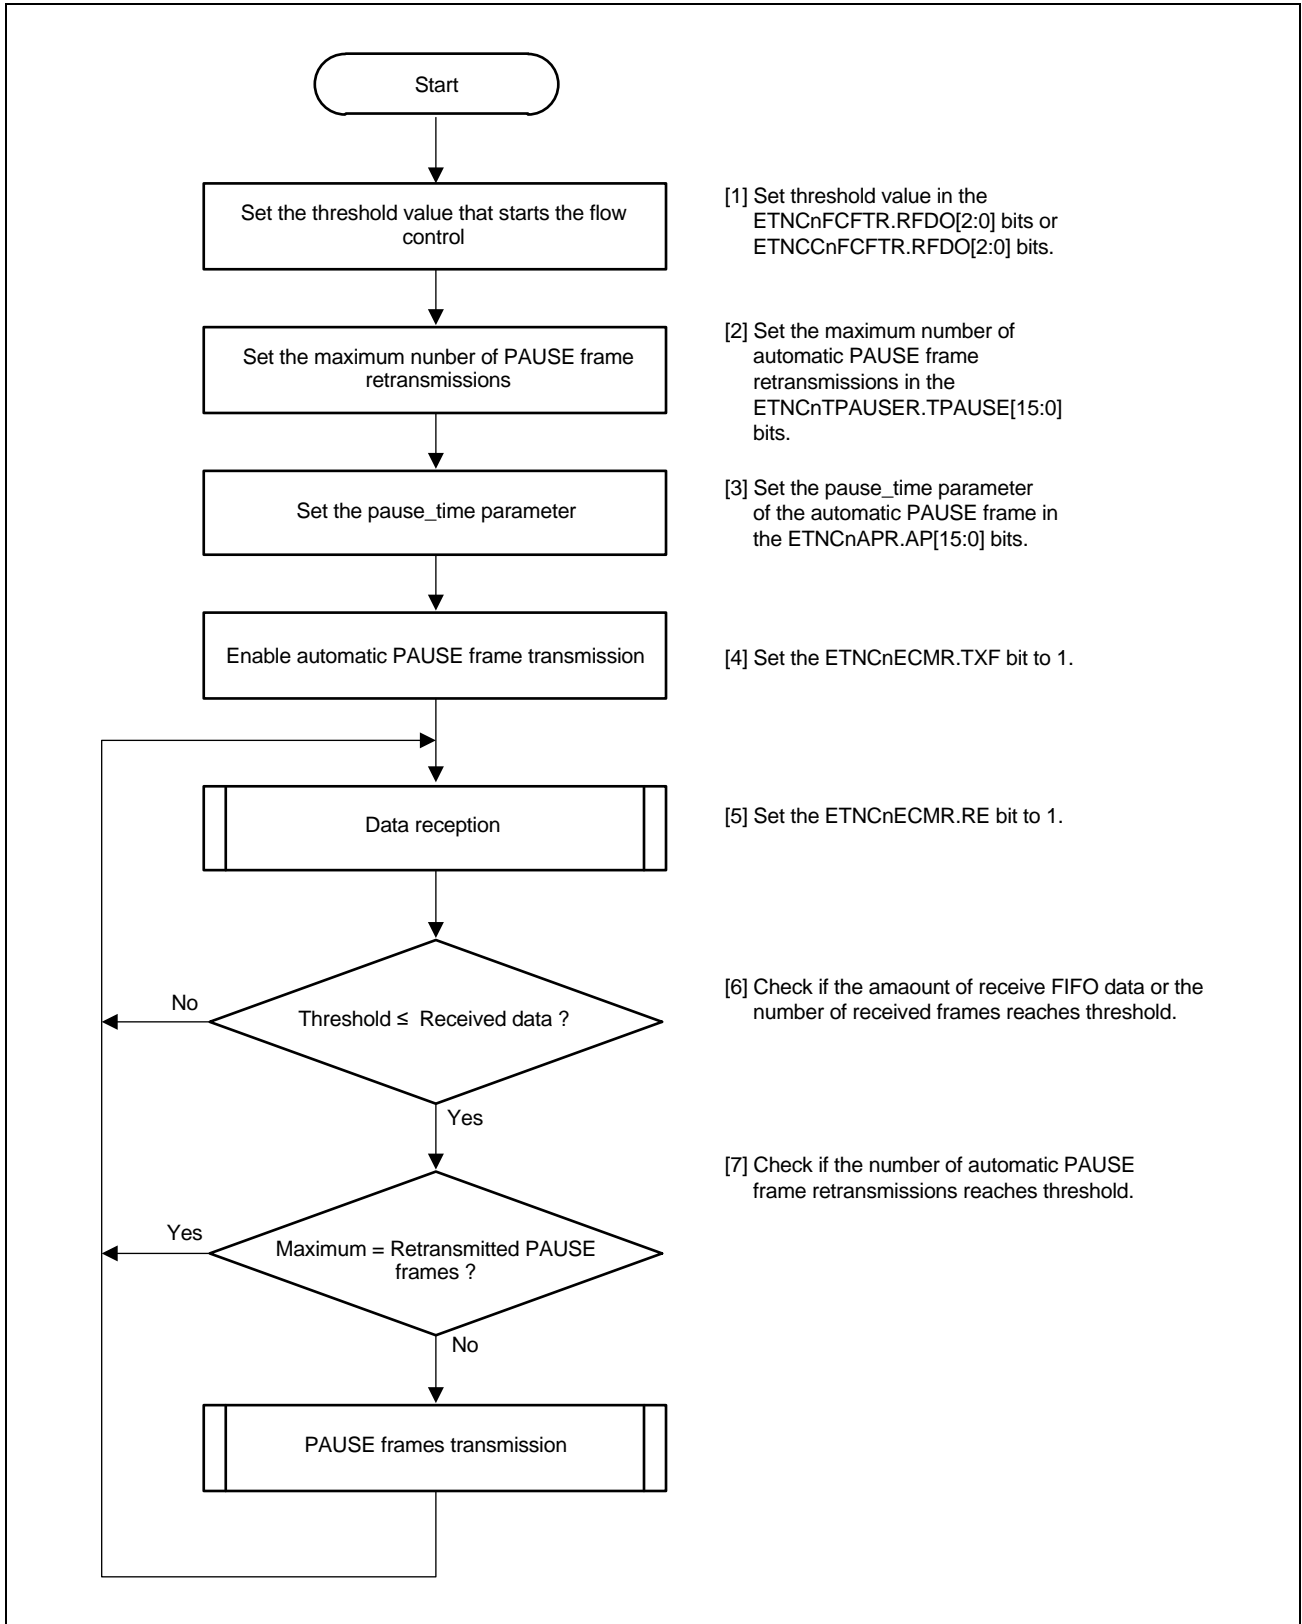 Start
Set the threshold value that starts the flow
control
[1] Set threshold value in the
ETNCnFCFTR.RFDO[2:0] bits or
ETNCCnFCFTR.RFDO[2:0] bits.
Set the maximum nunber of PAUSE frame
retransmissions
[2] Set the maximum number of
automatic PAUSE frame
retransmissions in the
ETNCnTPAUSER.TPAUSE[15:0]
bits.
Set the pause_time parameter
[3] Set the pause_time parameter
of the automatic PAUSE frame in
the ETNCnAPR.AP[15:0] bits.
Enable automatic PAUSE frame transmission
[4] Set the ETNCnECMR.TXF bit to 1.
Data reception
[5] Set the ETNCnECMR.RE bit to 1.
No
Threshold ≤ Received data ?
[6] Check if the amaount of receive FIFO data or the
number of received frames reaches threshold.
Yes
[7] Check if the number of automatic PAUSE
frame retransmissions reaches threshold.
Yes
Maximum = Retransmitted PAUSE
frames ?
No
PAUSE frames transmission